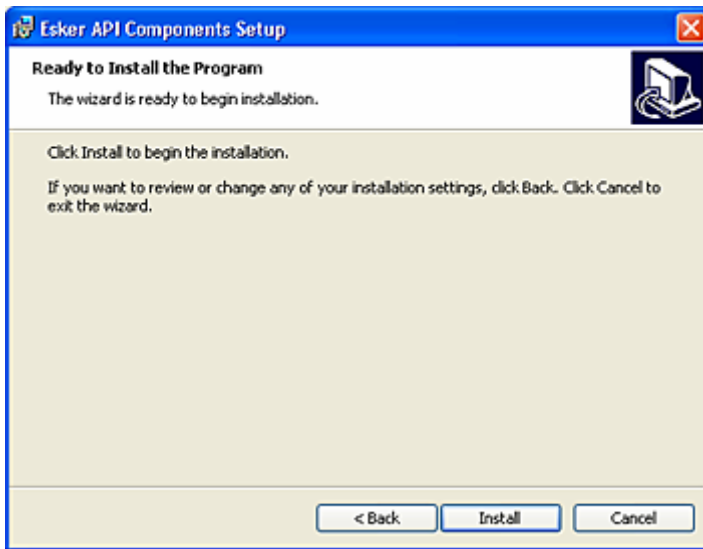 Esker API Components Setup
Ready to Install the Program
The wizard is ready to begin installation.
Click Install to begin the installation.
If you want to review or change any of your installation settings, click Back. Click Cancel to
exit the wizard.
< Back
Install
Cancel